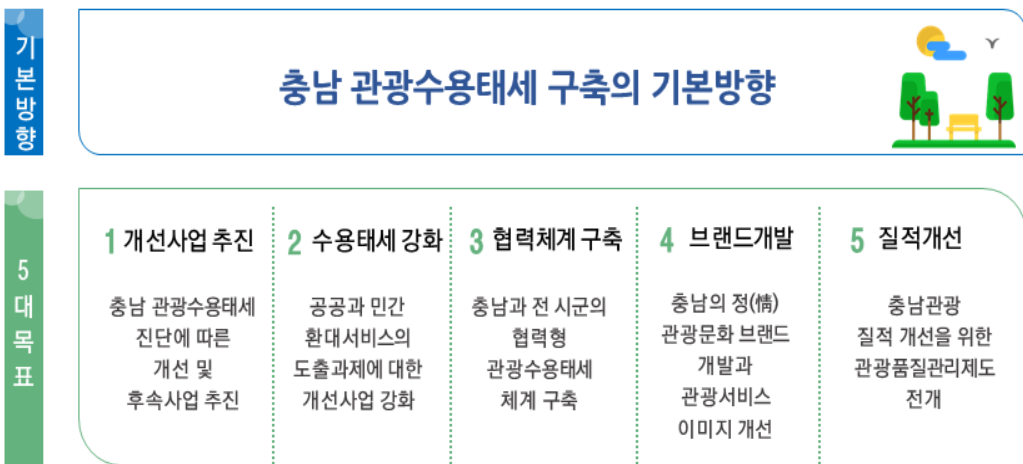 기본방향
충남 관광수용태세 구축의 기본방향
5대목표
1 개선사업 추진
충남 관광수용태세
진단에 따른
개선 및
후속사업 추진
2 수용태세 강화
공공과 민간
환대서비스의
도출과제에 대한
개선사업 강화
3 협력체계 구축
충남과 전 시군의
협력형
관광수용태세
체계 구축
4 브랜드개발
충남의 정(情)
관광문화 브랜드
개발과
관광서비스
이미지 개선
5 질적개선
충남관광
질적 개선을 위한
관광품질관리제도
전개